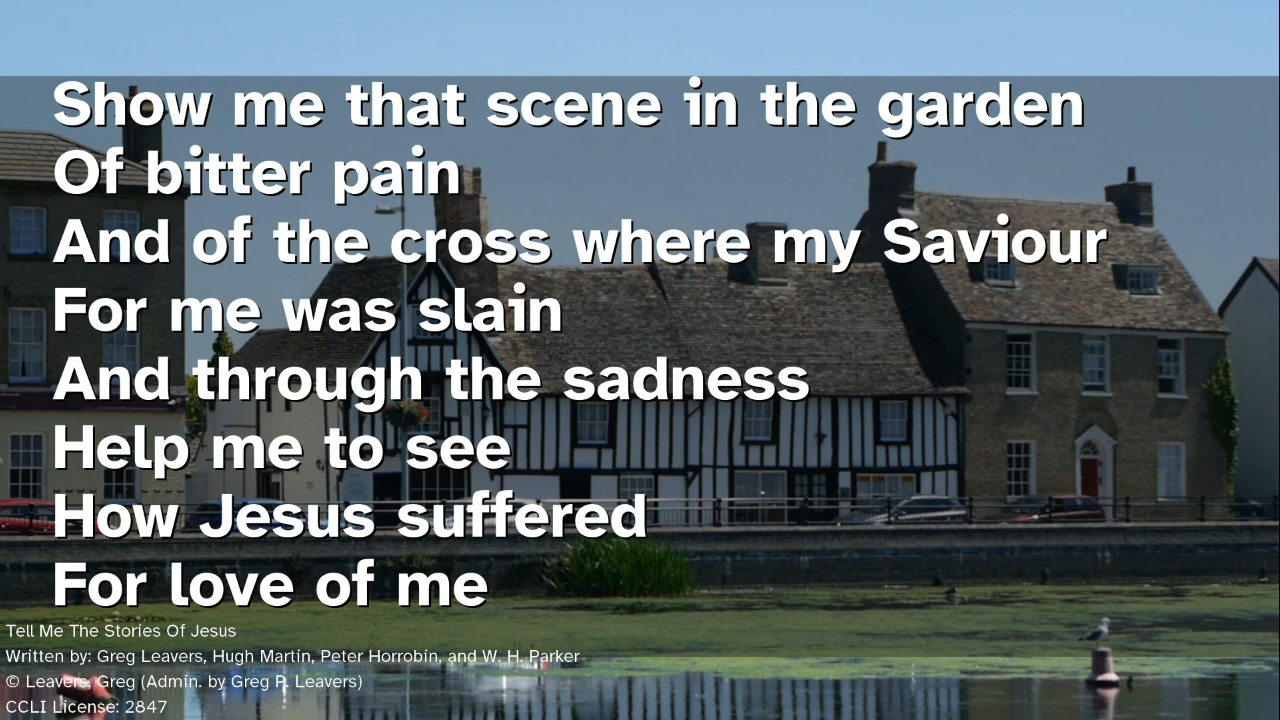 Show me that scene in the garden
Of bitter pain
And of the cross where my Saviour
For me was slain
And through the sadness
Help me to see
How Jesus suffered
For love of me
Tell Me The Stories Of Jesus
Written by: Greg Leavers, Hugh Martin, Peter Horrobin, and W. H. Parker
© Leavers, Greg (Admin. by Greg P. Leavers)
CCLI License: 2847